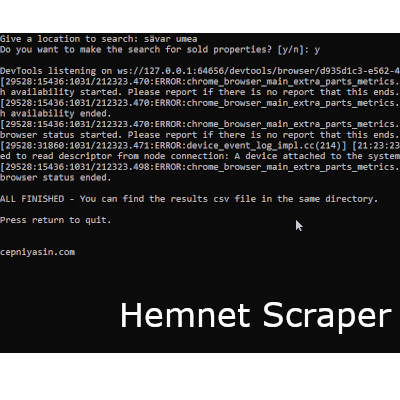 Give a location to search: sävar umea
Do you want to make the search for sold properties? [y/n]: y
DevTools listening on ws://127.0.0.1:64656/devtools/browser/d935d1c3-e562-4
[29528:15436:1031/212323.470:ERROR:chrome_browser_main_extra_parts_metrics.
h availability started. Please report if there is no report that this ends.
[29528:15436:1031/212323.470:ERROR:chrome_browser_main_extra_parts_metrics.
h availability ended.
[29528:15436:1031/212323.470:ERROR:chrome_browser_main_extra_parts_metrics.
browser status started. Please report if there is no report that this ends.
[29528:31860:1031/212323.471:ERROR:device_event_log_impl.cc(214)] [21:23:23
ed to read descriptor from node connection: A device attached to the system
[29528:15436:1031/212323.498:ERROR:chrome_browser_main_extra_parts_metrics.
browser status ended.
ALL FINISHED - You can find the results csv file in the same directory.
Press return to quit.
cepniyasin.com
Hemnet Scraper